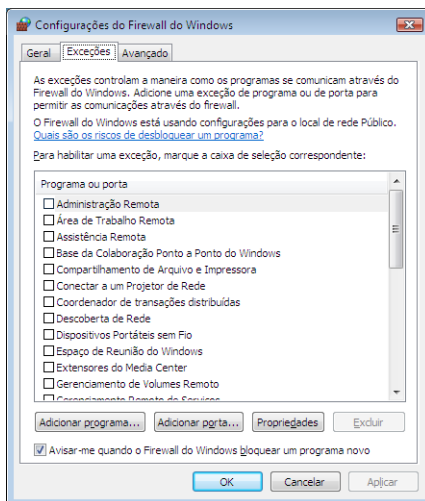 Configurações do Firewall do Windows
Geral Exceções Avançado
As exceções controlam a maneira como os programas se comunicam através do
Firewall do Windows. Adicione uma exceção de programa ou de porta para
permitir as comunicações através do firewall.
O Firewall do Windows está usando configurações para o local de rede Público.
Quais são os riscos de desbloquear um programa?
Para habilitar uma exceção, marque a caixa de seleção correspondente:
Programa ou porta
Administração Remota
Área de Trabalho Remota
Assistência Remota
Base da Colaboração Ponto a Ponto do Windows
Compartilhamento de Arquivo e Impressora
Conectar a um Projetor de Rede
Coordenador de transações distribuídas
Descoberta de Rede
Dispositivos Portáteis sem Fio
Espaço de Reunião do Windows
Extensores do Media Center
Gerenciamento de Volumes Remoto
Gerenciamento Remoto de Serviços
Adicionar programa... Adicionar porta... Propriedades Excluir
Avisar-me quando o Firewall do Windows bloquear um programa novo
OK Cancelar Aplicar